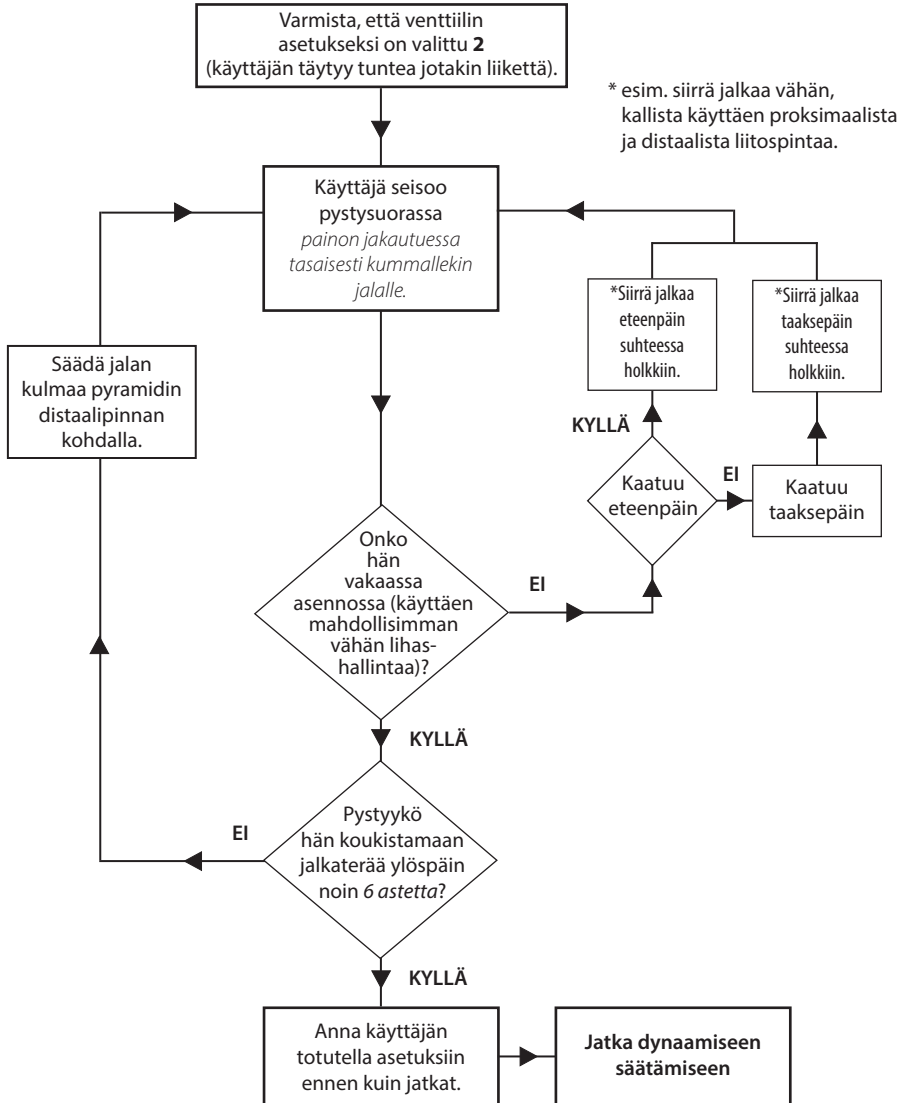 Varmista, että venttiilin
asetukseksi on valittu 2
(käyttäjän täytyy tuntea jotakin liikettä).
* esim. siirrä jalkaa vähän,
kallista käyttäen proksimaalista
ja distaalista liitospintaa.
Käyttäjä seisoo
pystysuorassa
painon jakautuessa
tasaisesti kummallekin
jalalle.
*Siirrä jalkaa
eteenpäin
suhteessa
holkkiin.
*Siirrä jalkaa
taaksepäin
suhteessa
holkkiin.
Säädä jalan
kulmaa pyramidin
distaalipinnan
kohdalla.
KYLLÄ
Kaatuu
eteenpäin
EI
Kaatuu
taaksepäin
Onko
hän
vakaassa
asennossa (käyttäen
mahdollisimman
vähän lihas-
hallintaa)?
EI
KYLLÄ
Pystyykö
hän koukistamaan
jalkaterää ylöspäin
noin 6 astetta?
EI
KYLLÄ
Anna käyttäjän
totutella asetuksiin
ennen kuin jatkat.
Jatka dynaamiseen
säätämiseen